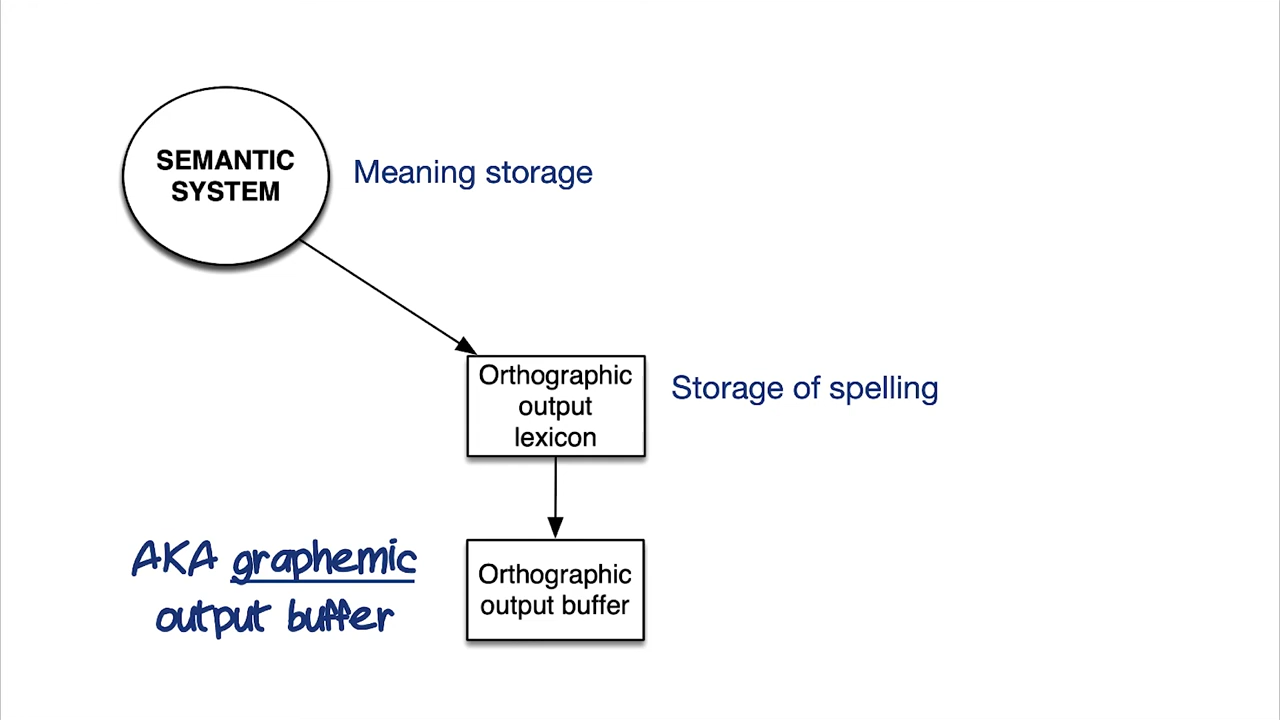 SEMANTIC
SYSTEM
Meaning storage
Orthographic
output
lexicon
Storage of spelling
AKA graphemic
output buffer
Orthographic
output buffer